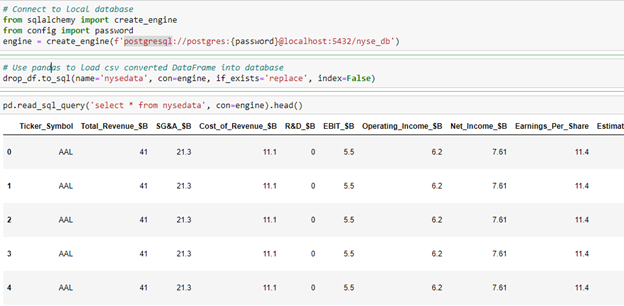 # Connect to local database
from sqlalchemy import create_engine
from config import password
engine = create_engine(f'postgresql://postgres:{password}@localhost:5432/nyse_db')
# Use pandas to load csv converted DataFrame into database
drop_df.to_sql(name='nysedata', con=engine, if_exists='replace', index=False)
pd.read_sql_query('select * from nysedata', con=engine).head()
Ticker_Symbol Total_Revenue_$B SG&A_$B Cost_of_Revenue_$B R&D_$B EBIT_$B Operating_Income_$B Net_Income_$B Earnings_Per_Share Estimat
0 AAL 41 21.3 11.1 0 5.5 6.2 7.61 11.4
1 AAL 41 21.3 11.1 0 5.5 6.2 7.61 11.4
2 AAL 41 21.3 11.1 0 5.5 6.2 7.61 11.4
3 AAL 41 21.3 11.1 0 5.5 6.2 7.61 11.4
4 AAL 41 21.3 11.1 0 5.5 6.2 7.61 11.4